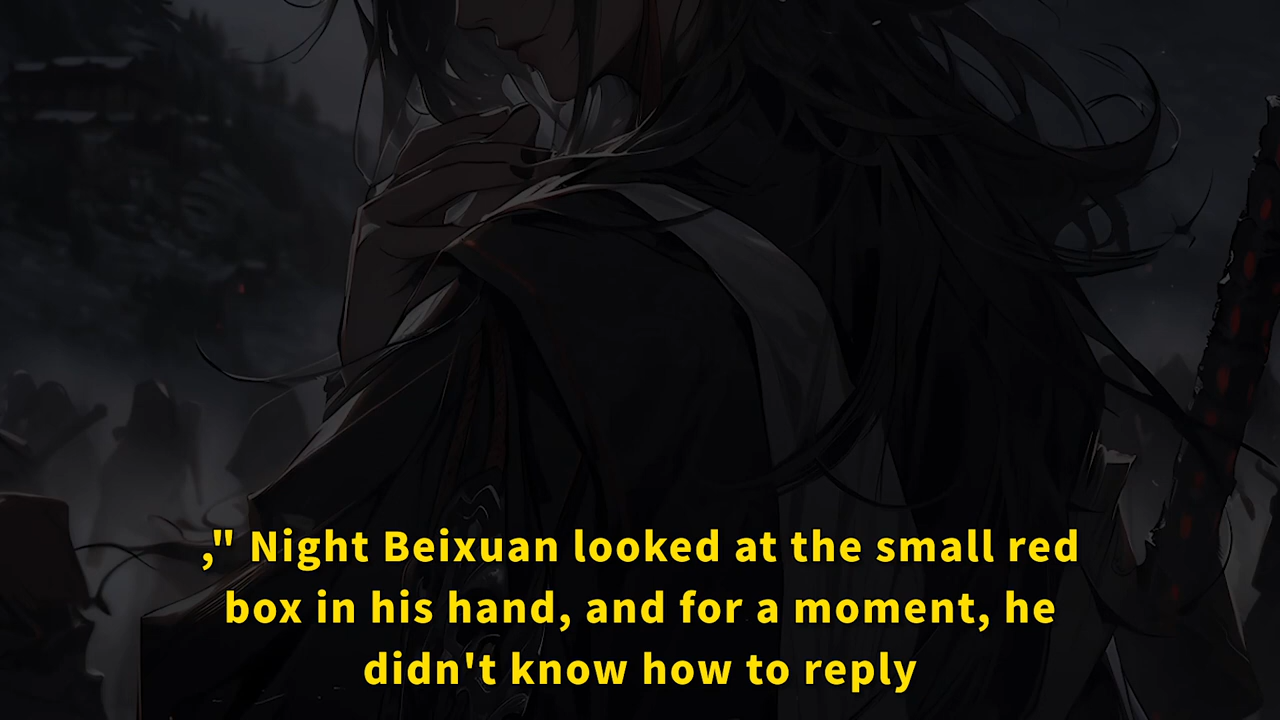 ," Night Beixuan looked at the small red
box in his hand, and for a moment, he
didn't know how to reply